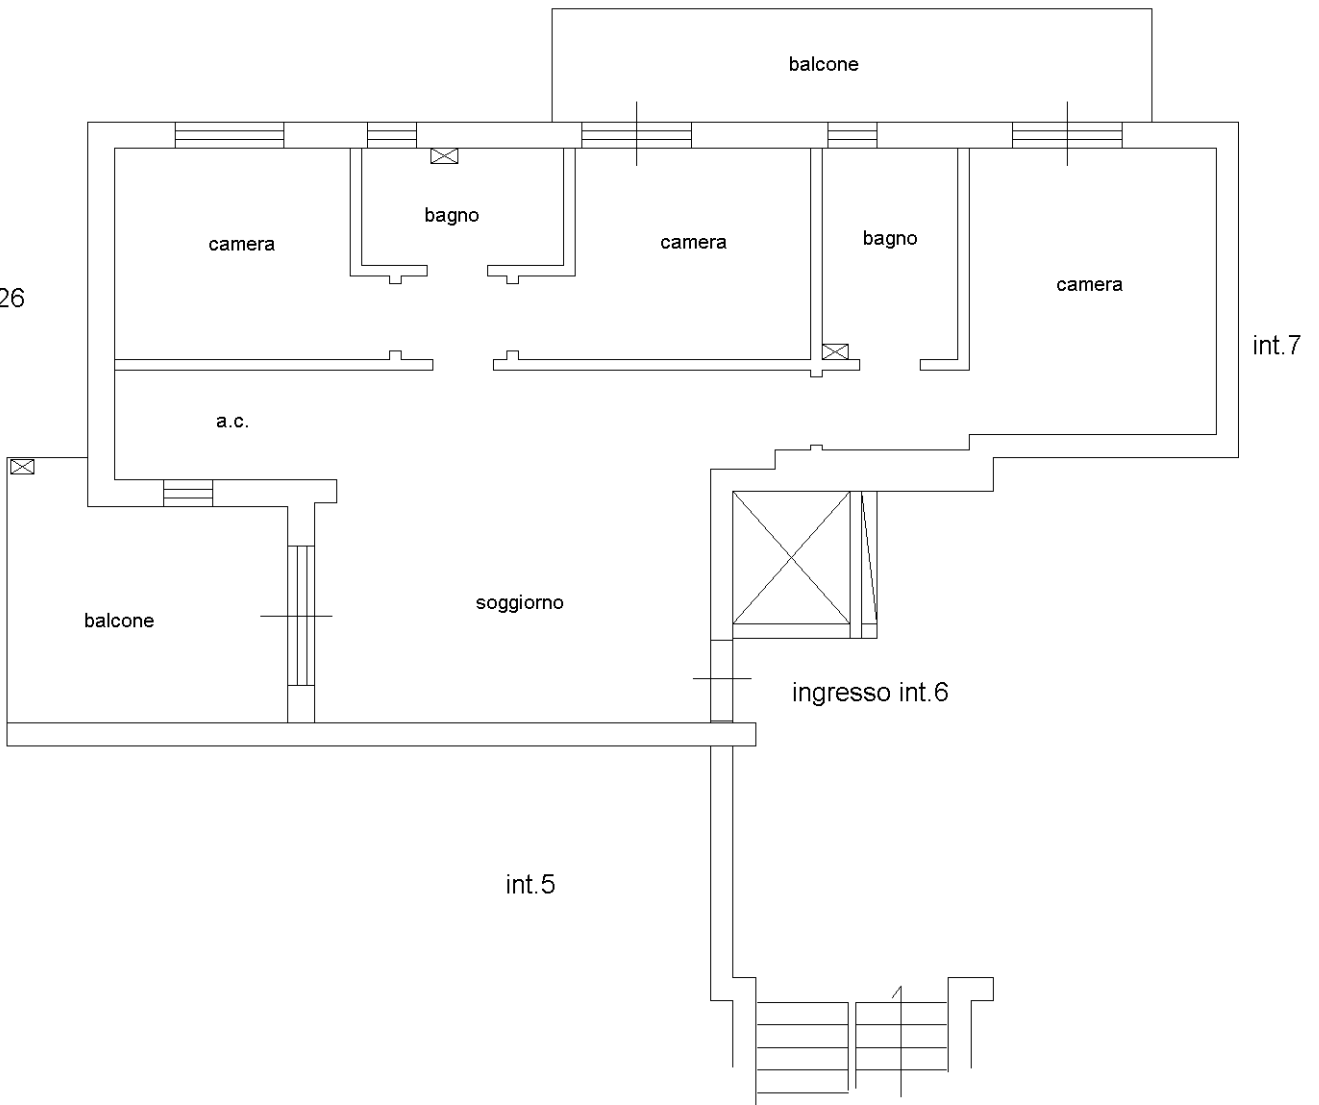 balcone
bagno
camera
camera
bagno
camera
26
int.7
a.c.
soggiorno
balcone
ingresso int.6
int.5